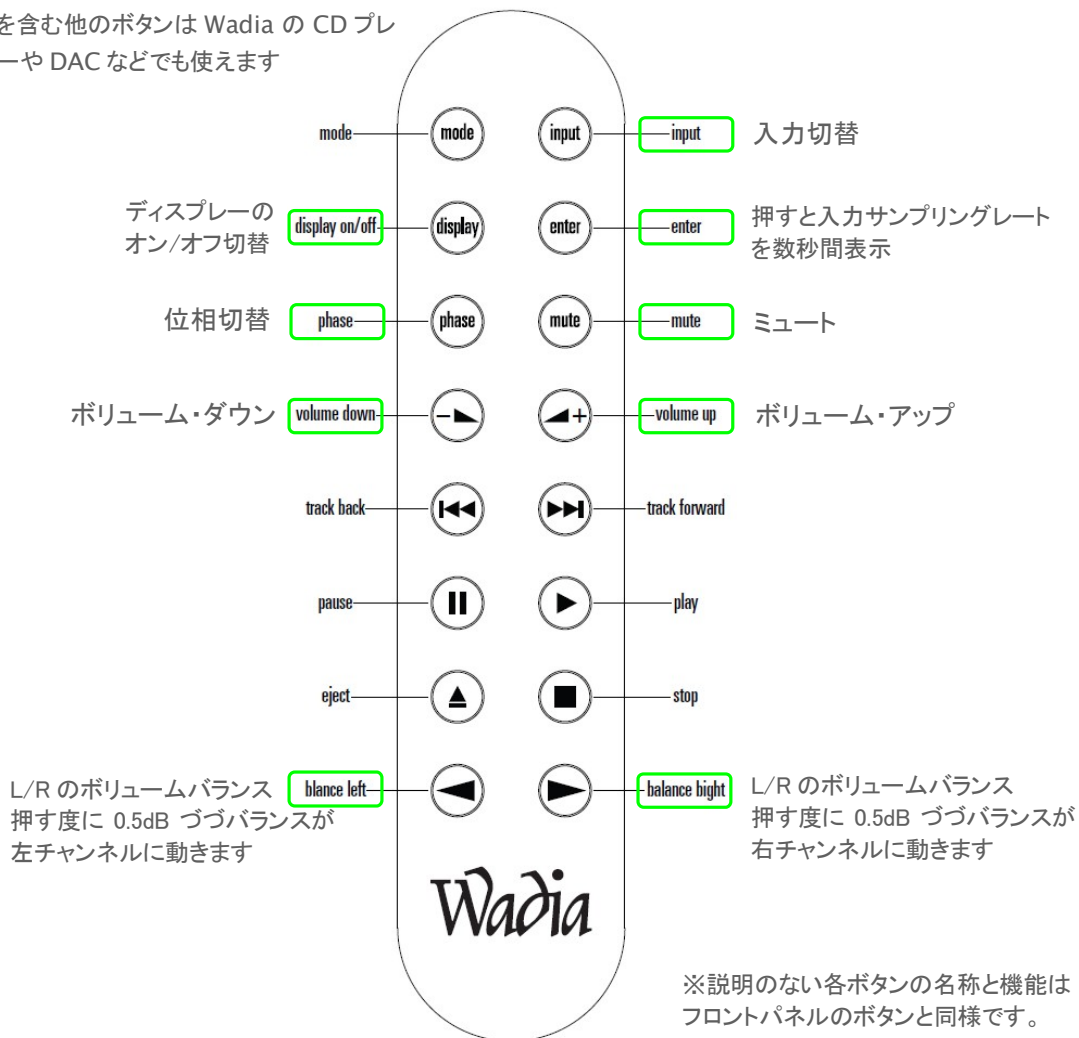 を含む他のボタンは Wadia の CD プレ
ーや DAC などでも使えます
mode mode input input 入力切替
ディスプレーの
オン/オフ切替 display on/off display enter enter 押すと入力サンプリングレート
を数秒間表示
位相切替 phase phase mute mute ミュート
ボリューム・ダウン volume down − + volume up ボリューム・アップ
track back track forward
pause play
eject stop
L/R のボリュームバランス
押す度に 0.5dB づづバランスが
左チャンネルに動きます
blance left balance bight
L/R のボリュームバランス
押す度に 0.5dB づづバランスが
右チャンネルに動きます
Wadia
※説明のない各ボタンの名称と機能は
フロントパネルのボタンと同様です。